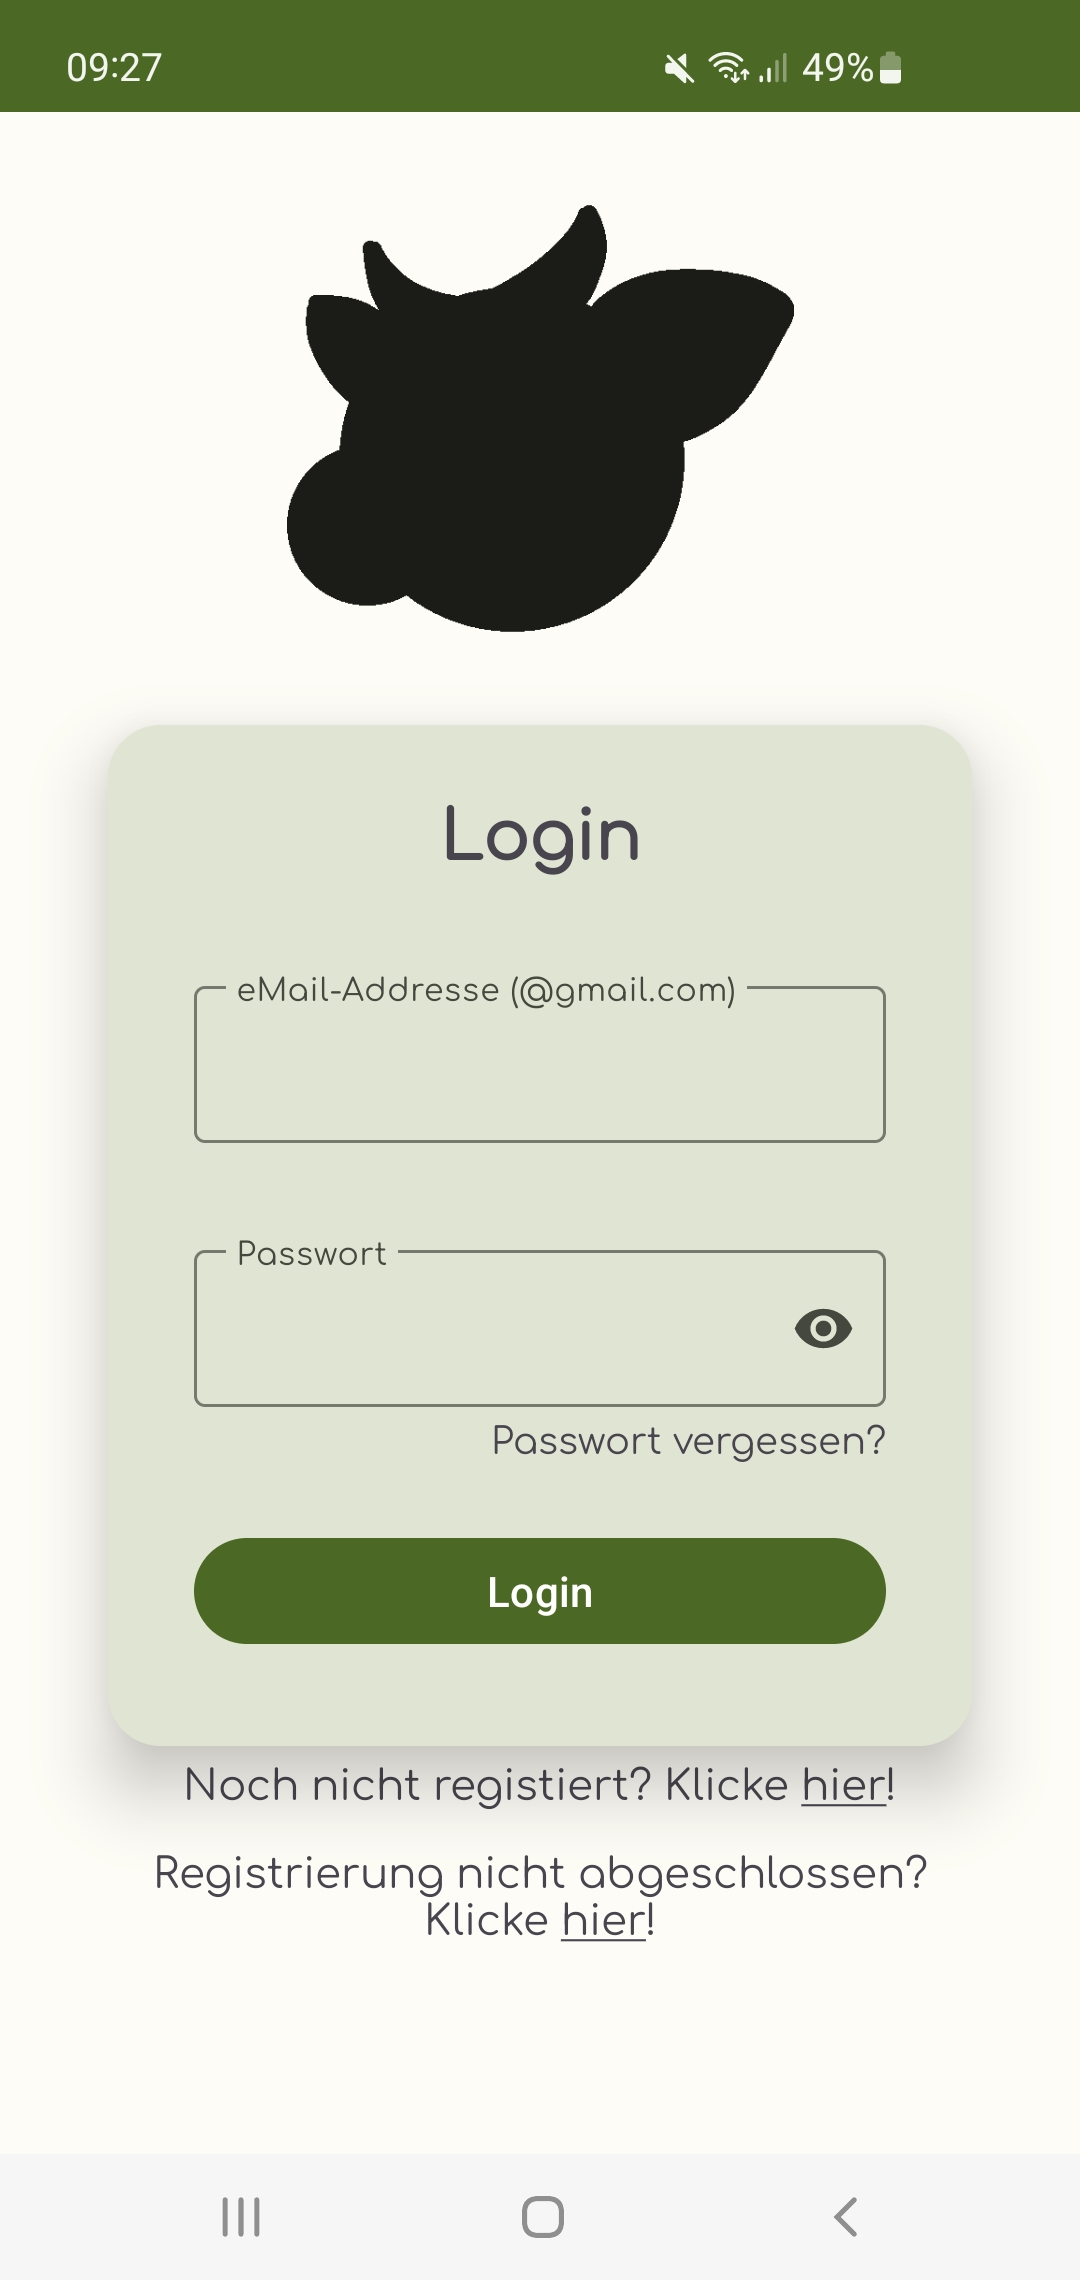 09:27
49%
Login
eMail-Addresse (@gmail.com)
Passwort
Passwort vergessen?
Login
Noch nicht registiert? Klicke hier!
Registrierung nicht abgeschlossen?
Klicke hier!